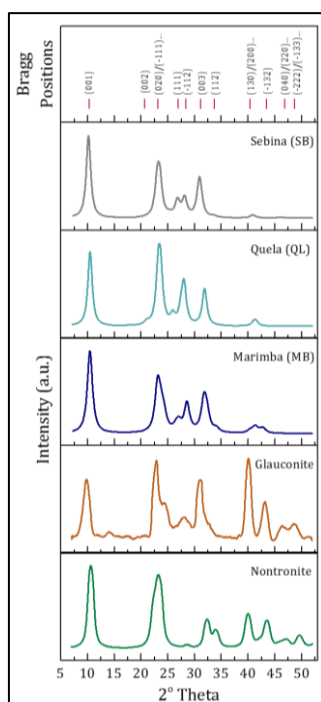 Bragg
Positions
(001)
(002)
(020)/(-111)...
(111)
(-112)
(003)
(112)
(130)/(200)...
(-132)
(040)/(220)...
(-222)/(-133)...
Sebina (SB)
Quela (QL)
Marimba (MB)
Glauconite
Nontronite
Intensity (a.u.)
5 10 15 20 25 30 35 40 45 50
2° Theta